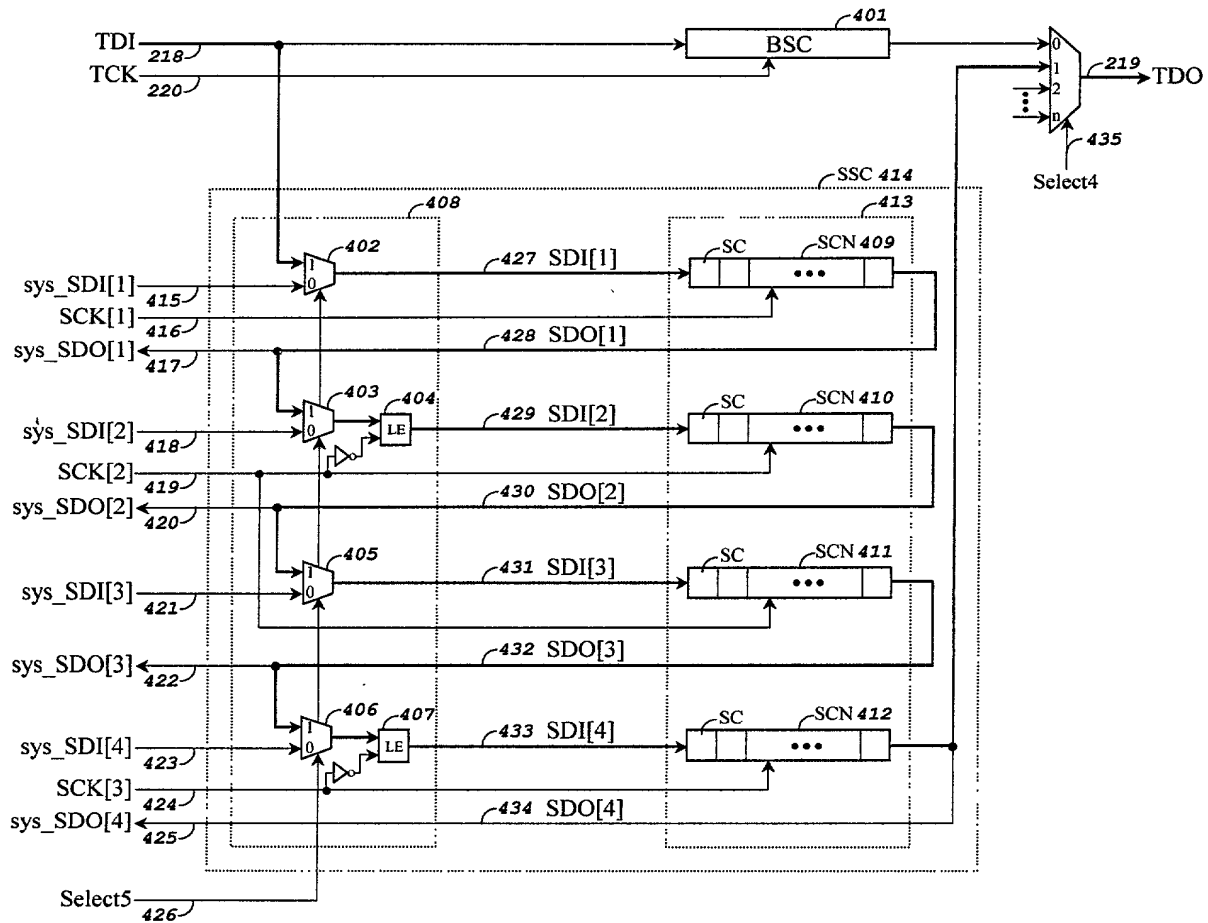 401
TDI
218
BSC
0
TCK
220
1
219
TDO
2
n
435
Select4
SSC 414
408
413
402
1
0
427 SDI[1]
SC
SCN 409
sys_SDI[1]
415
SCK[1]
416
sys_SDO[1]
417
428 SDO[1]
403
1
0
404
LE
429 SDI[2]
SC
SCN 410
sys_SDI[2]
418
SCK[2]
419
sys_SDO[2]
420
430 SDO[2]
405
1
0
431 SDI[3]
SC
SCN 411
sys_SDI[3]
421
sys_SDO[3]
422
432 SDO[3]
406
1
0
407
LE
433 SDI[4]
SC
SCN 412
sys_SDI[4]
423
SCK[3]
424
sys_SDO[4]
425
434 SDO[4]
Select5
426